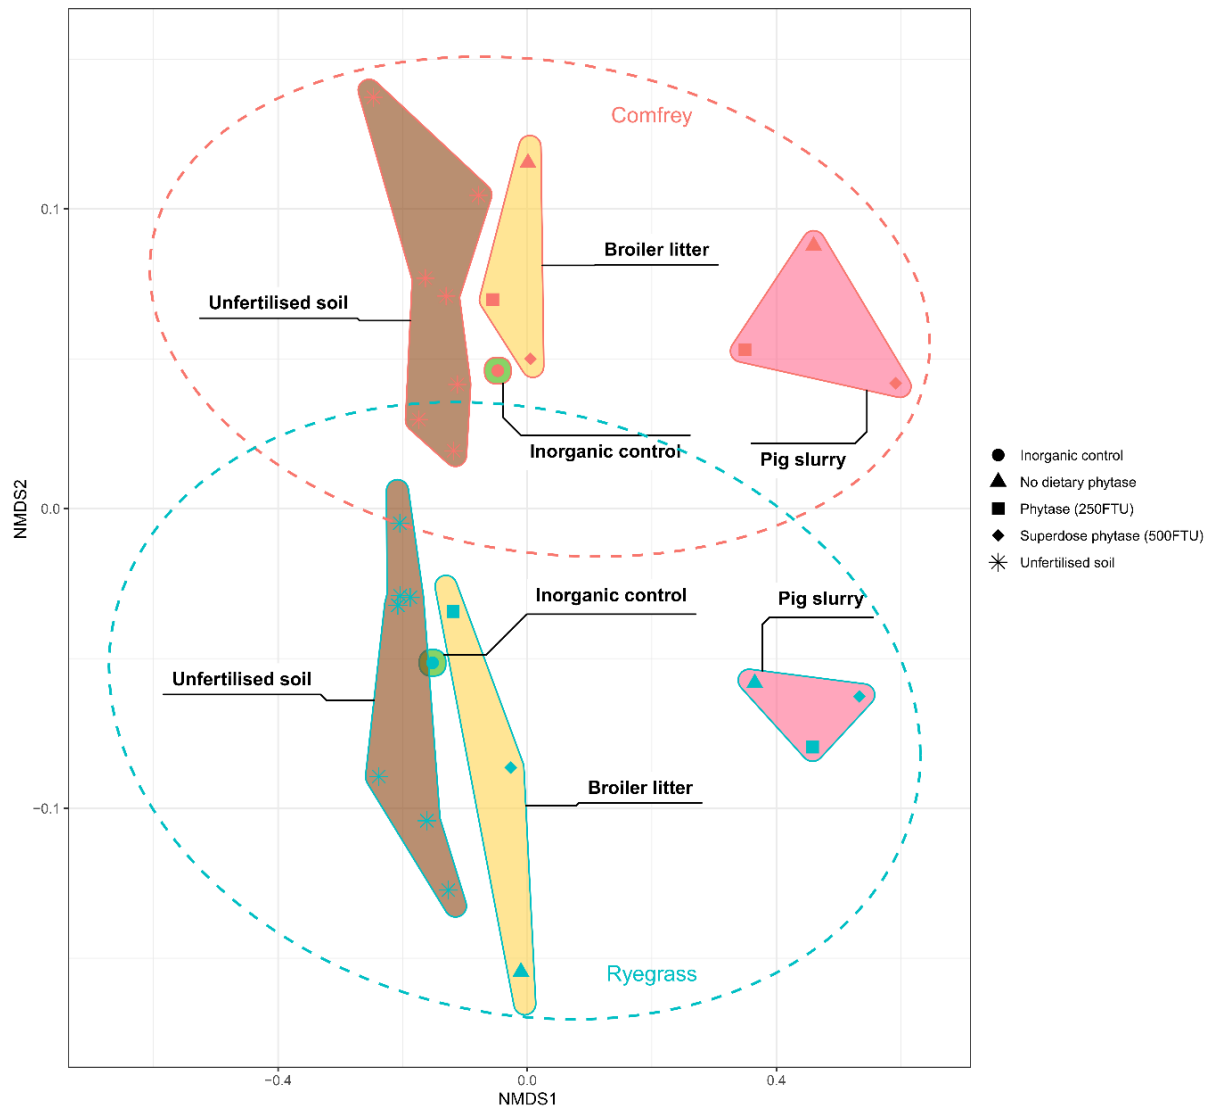 Comfrey
0.1
Broiler litter
Unfertilised soil
Inorganic control
Pig slurry
Inorganic control
No dietary phytase
NMDS2
0.0
Phytase (250FTU)
Superdose phytase (500FTU)
Unfertilised soil
Inorganic control
Pig slurry
Unfertilised soil
Broiler litter
−0.1
Ryegrass
−0.4
0.0
0.4
NMDS1